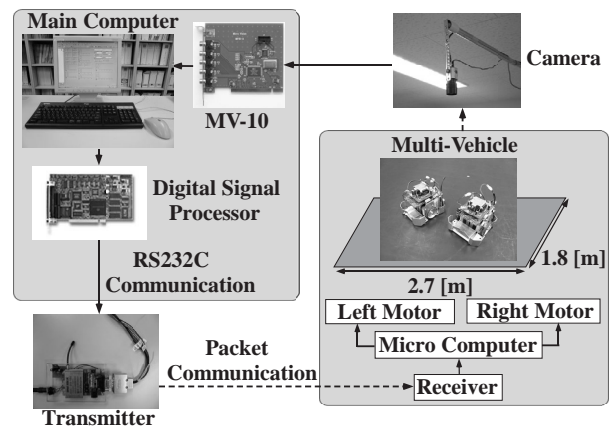 Main Computer
MV-10
Camera
Digital Signal
Processor
RS232C
Communication
Transmitter
Packet
Communication
Multi-Vehicle
1.8 [m]
2.7 [m]
Left Motor
Right Motor
Micro Computer
Receiver